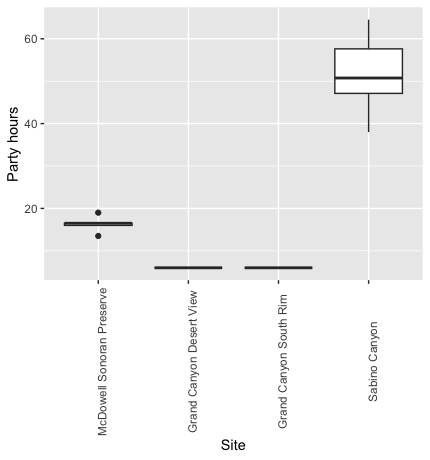 Party hours
60
40
20
McDowell Sonoran Preserve
Grand Canyon Desert View
Grand Canyon South Rim
Sabino Canyon
Site